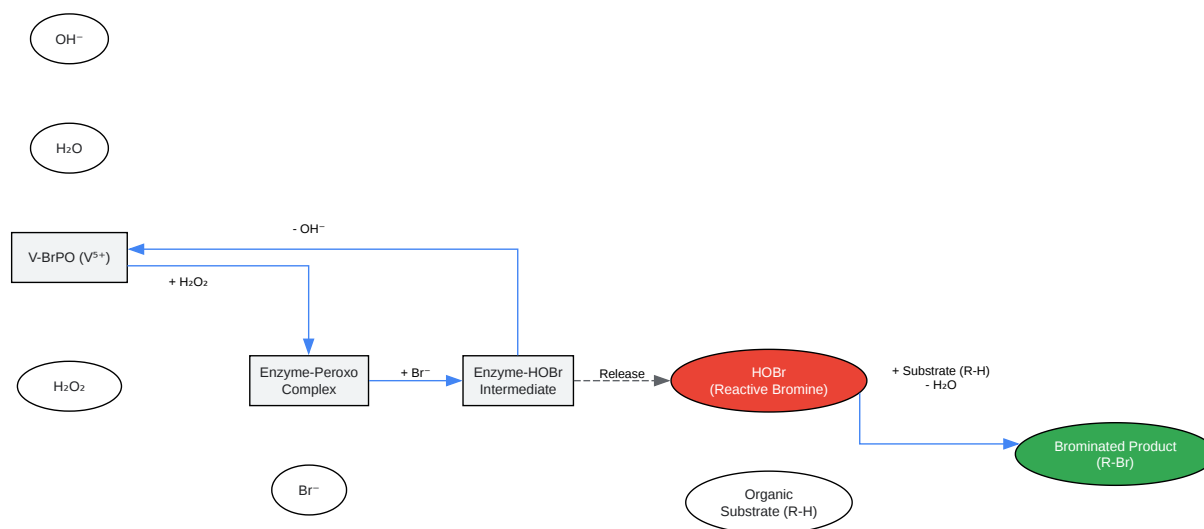 OH⁻
H₂O
- OH⁻
V-BrPO (V⁵⁺)
+ H₂O₂
Enzyme-Peroxo
Complex
+ Br⁻
Enzyme-HOBr
Intermediate
Release
HOBr
(Reactive Bromine)
+ Substrate (R-H)
- H₂O
H₂O₂
Brominated Product
(R-Br)
Br⁻
Organic
Substrate (R-H)